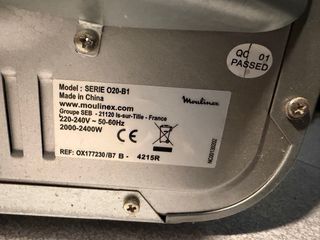 QC 01
PASSED
Model : SERIE O20-B1
Made in China
www.moulinex.com
Groupe SEB - 21120 Is-sur-Tille - France
220-240V ~ 50-60Hz
2000-2400W
CE
Moulinex
REF: OX177230/B7 B - 4215R